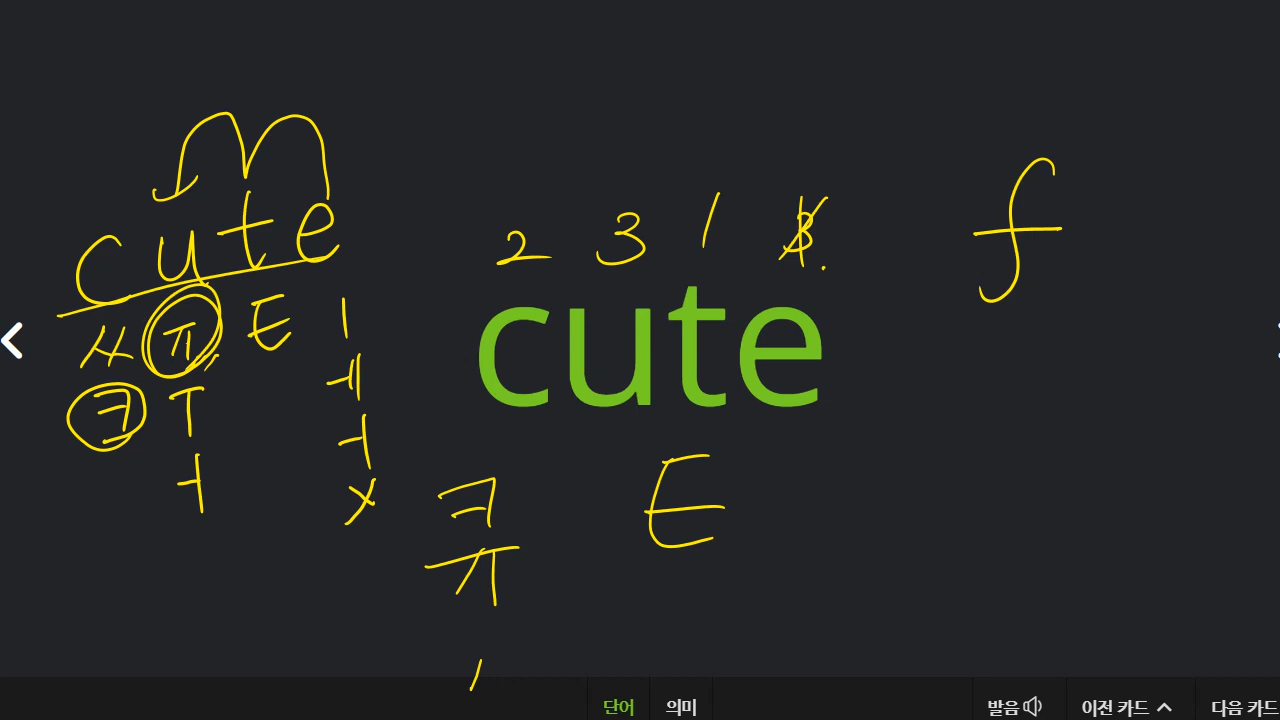 cute
ㅆ ㅠ ㅌ ㅣ
ㅋ ㅜ ㅔ
ㅓ ㅓ
x
2 3 1
cute
f
ㅋ
ㅠ
ㅌ
단어 의미 발음 이전 카드 다음 카드